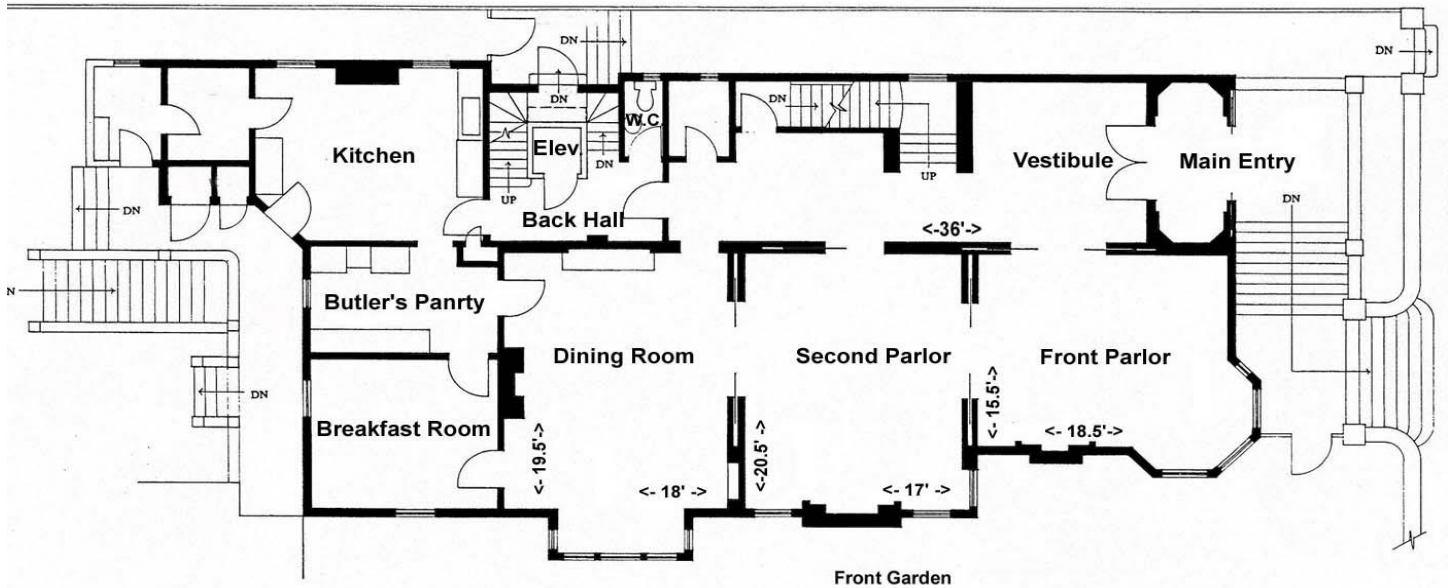 DN
DN
DN
W.C.
Kitchen
Elev.
DN
UP
Vestibule
Main Entry
UP
DN
DN
Back Hall
<-36'->
N
Butler's Panrty
Dining Room
Second Parlor
Front Parlor
DN
Breakfast Room
<- 19.5' ->
<- 18' ->
<-20.5' ->
<- 17' ->
<- 15.5'->
<- 18.5'->
Front Garden